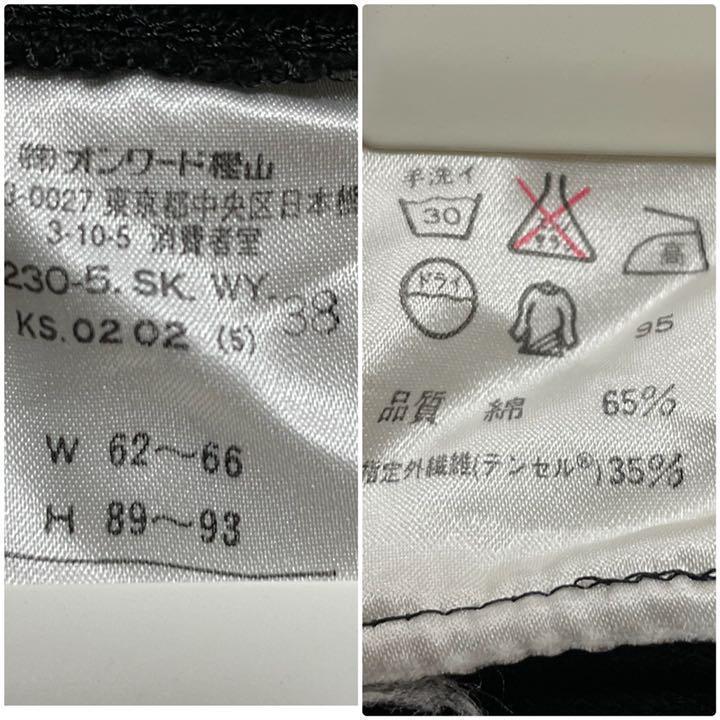 ㈱オンワード樫山
3-0027 東京都中央区日本橋
3-10-5 消費者室
230-5. SK. WY. 38
KS. 02 02 (5)
W 62〜66
H 89〜93
手洗イ
30
高
ドライ
95
品質 綿 65%
指定外繊維(テンセル®)35%